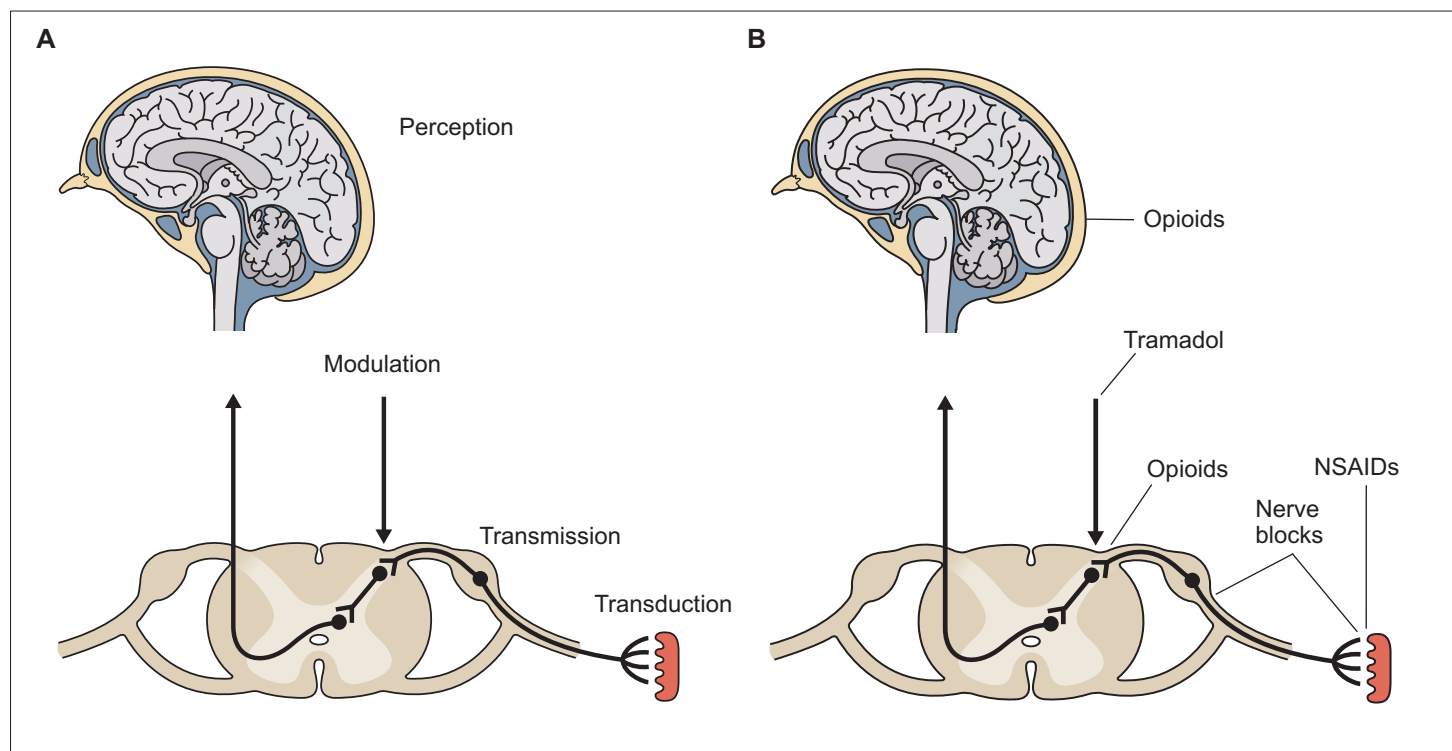 A
Perception
Modulation
Transmission
Transduction
B
Opioids
Tramadol
Opioids
NSAIDs
Nerve
blocks